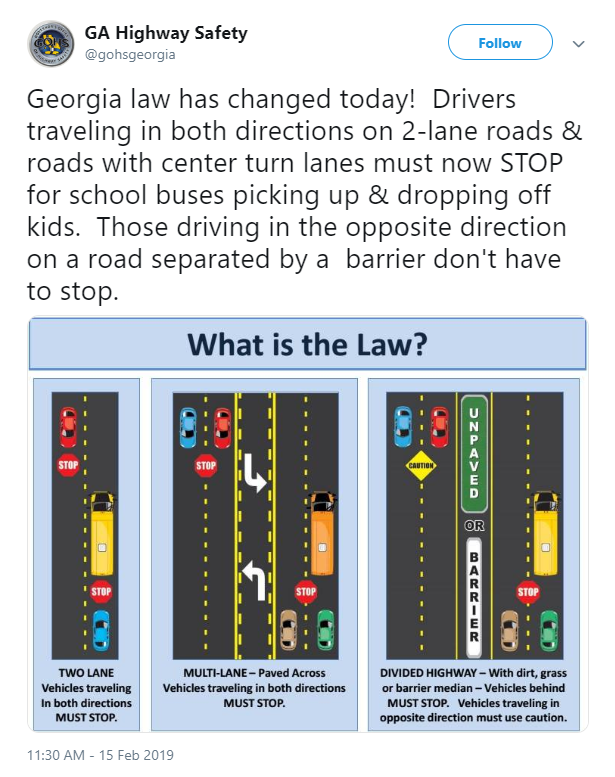 GA Highway Safety
@gohsgeorgia
Follow
Georgia law has changed today!  Drivers
traveling in both directions on 2-lane roads &
roads with center turn lanes must now STOP
for school buses picking up & dropping off
kids.  Those driving in the opposite direction
on a road separated by a  barrier don't have
to stop.
What is the Law?
STOP
STOP
TWO LANE
Vehicles traveling
In both directions
MUST STOP.
STOP
STOP
MULTI-LANE – Paved Across
Vehicles traveling in both directions
MUST STOP.
CAUTION
UNPAVED
OR
BARRIER
STOP
DIVIDED HIGHWAY – With dirt, grass
or barrier median – Vehicles behind
MUST STOP.   Vehicles traveling in
opposite direction must use caution.
11:30 AM - 15 Feb 2019